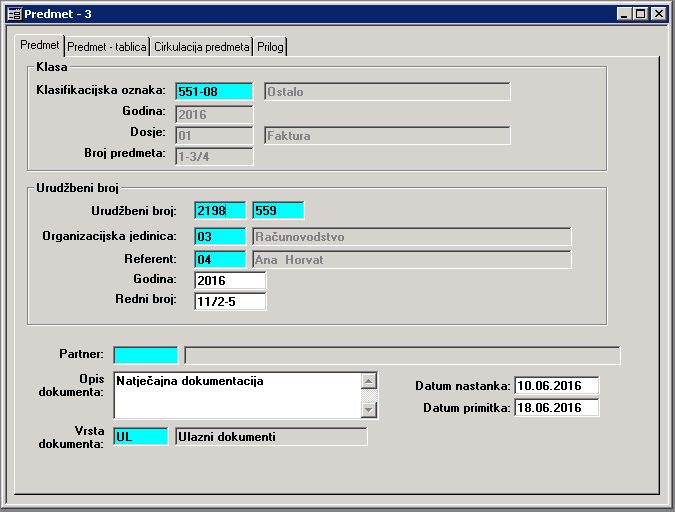 Predmet - 3
Predmet Predmet - tablica Cirkulacija predmeta Prilog
Klasa
Klasifikacijska oznaka: 551-08 Ostalo
Godina: 2016
Dosje: 01 Faktura
Broj predmeta: 1-3/4
Urudžbeni broj
Urudžbeni broj: 2198 559
Organizacijska jedinica: 03 Računovodstvo
Referent: 04 Ana Horvat
Godina: 2016
Redni broj: 11/2-5
Partner:
Opis dokumenta: Natječajna dokumentacija
Datum nastanka: 10.06.2016
Datum primitka: 18.06.2016
Vrsta dokumenta: UL Ulazni dokumenti